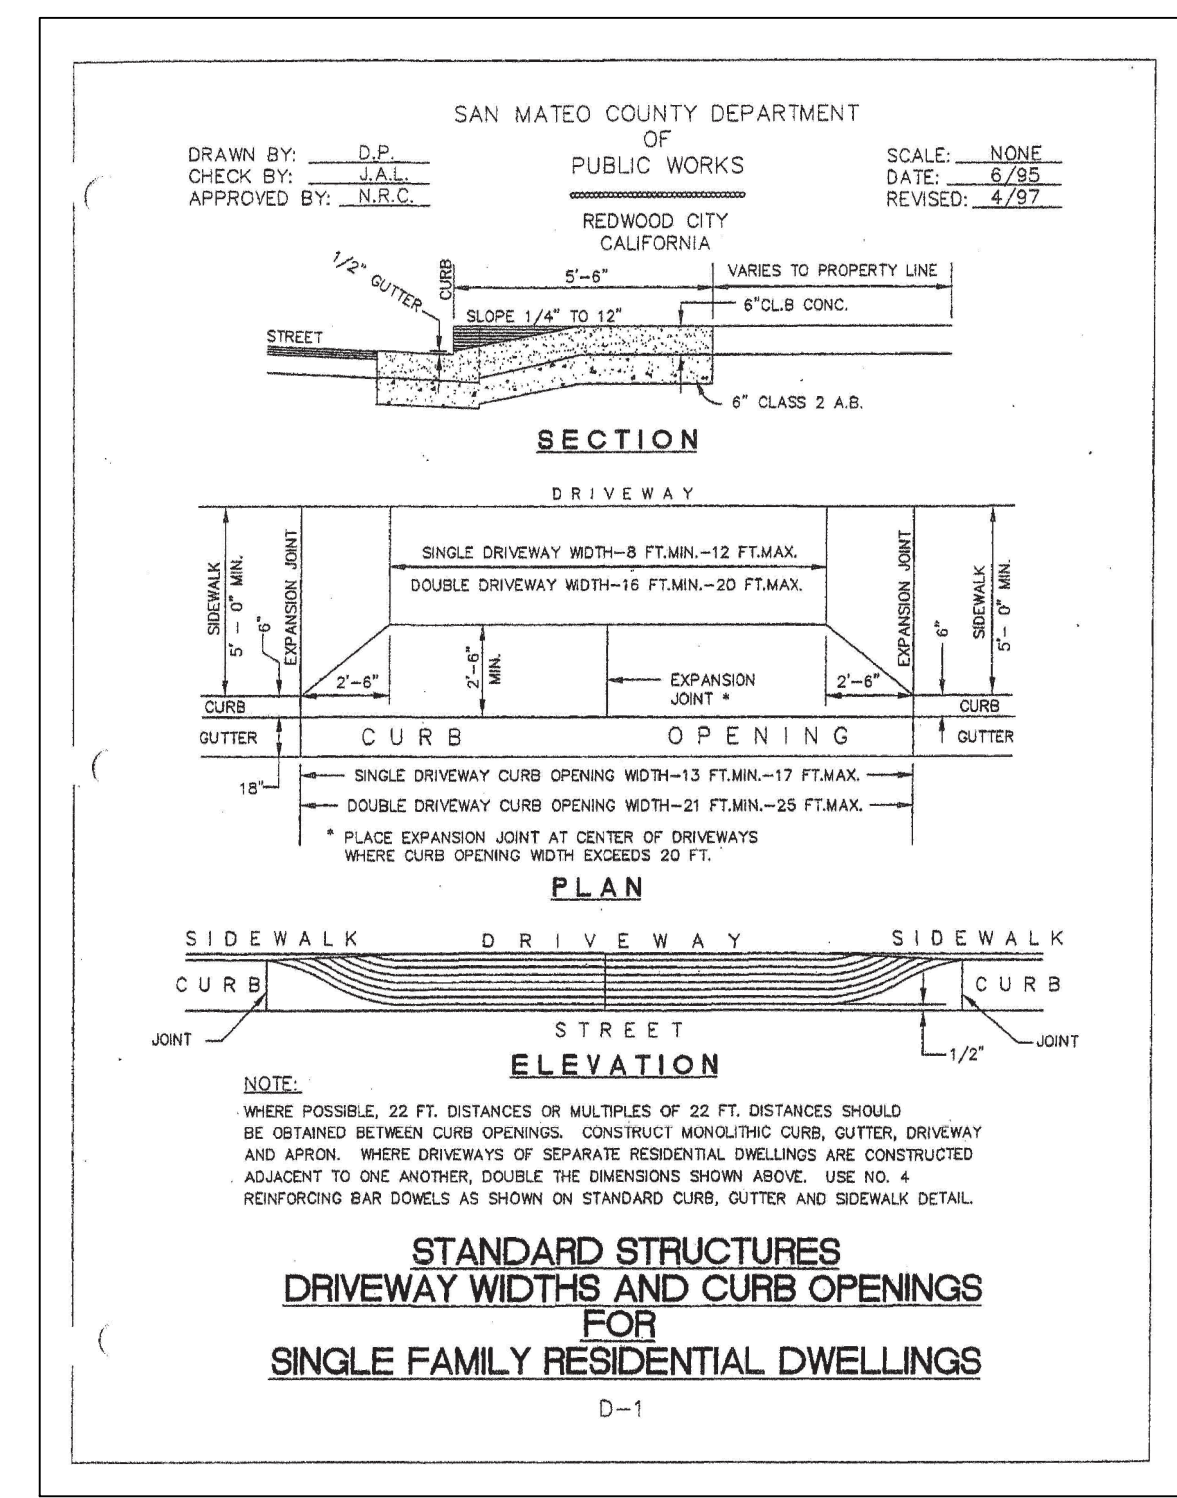 SAN MATEO COUNTY DEPARTMENT
OF
PUBLIC WORKS
REDWOOD CITY
CALIFORNIA
DRAWN BY: D.P.
CHECK BY: J.A.L.
APPROVED BY: N.R.C.
SCALE: NONE
DATE: 6/95
REVISED: 4/97
1/2" GUTTER
CURB
5'-6"
VARIES TO PROPERTY LINE
SLOPE 1/4" TO 12"
6"CL.B CONC.
STREET
6" CLASS 2 A.B.
SECTION
DRIVEWAY
SIDEWALK
5'-0" MIN.
6"
EXPANSION JOINT
SINGLE DRIVEWAY WIDTH-8 FT.MIN.-12 FT.MAX.
DOUBLE DRIVEWAY WIDTH-16 FT.MIN.-20 FT.MAX.
EXPANSION JOINT
6"
SIDEWALK
5'-0" MIN.
2'-6"
2'-6"
MIN.
EXPANSION
JOINT *
2'-6"
CURB
CURB
GUTTER
CURB OPENING
GUTTER
18"
SINGLE DRIVEWAY CURB OPENING WIDTH-13 FT.MIN.-17 FT.MAX.
DOUBLE DRIVEWAY CURB OPENING WIDTH-21 FT.MIN.-25 FT.MAX.
* PLACE EXPANSION JOINT AT CENTER OF DRIVEWAYS
WHERE CURB OPENING WIDTH EXCEEDS 20 FT.
PLAN
SIDEWALK DRIVEWAY SIDEWALK
CURB
CURB
JOINT
STREET
1/2"
JOINT
ELEVATION
NOTE:
WHERE POSSIBLE, 22 FT. DISTANCES OR MULTIPLES OF 22 FT. DISTANCES SHOULD
BE OBTAINED BETWEEN CURB OPENINGS. CONSTRUCT MONOLITHIC CURB, GUTTER, DRIVEWAY
AND APRON. WHERE DRIVEWAYS OF SEPARATE RESIDENTIAL DWELLINGS ARE CONSTRUCTED
ADJACENT TO ONE ANOTHER, DOUBLE THE DIMENSIONS SHOWN ABOVE. USE NO. 4
REINFORCING BAR DOWELS AS SHOWN ON STANDARD CURB, GUTTER AND SIDEWALK DETAIL.
STANDARD STRUCTURES
DRIVEWAY WIDTHS AND CURB OPENINGS
FOR
SINGLE FAMILY RESIDENTIAL DWELLINGS
D-1